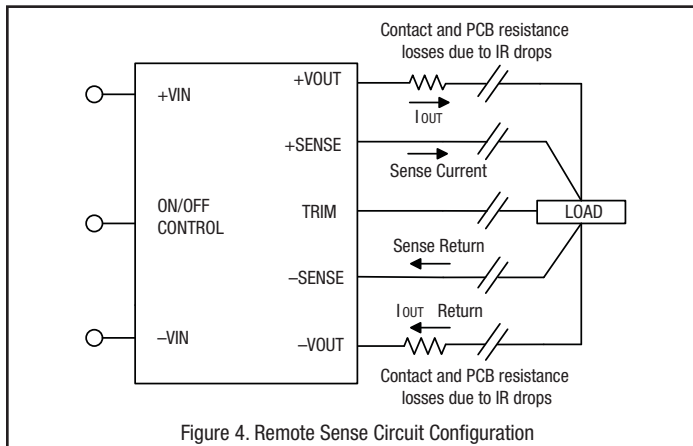 Contact and PCB resistance
losses due to IR drops
+VOUT
+VIN
IOUT
+SENSE
Sense Current
ON/OFF
CONTROL
TRIM
LOAD
Sense Return
–SENSE
IOUT Return
–VIN
–VOUT
Contact and PCB resistance
losses due to IR drops
Figure 4. Remote Sense Circuit Configuration